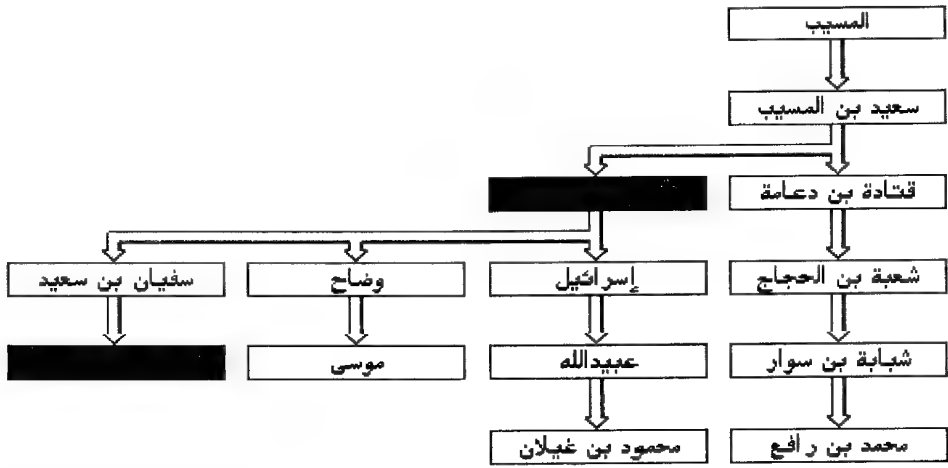 المسيب
سعيد بن المسيب
قتادة بن دعامة
شعبة بن الحجاج
إسرائيل
وضاح
سفيان بن سعيد
شبابة بن سوار
عبيدالله
موسى
محمد بن رافع
محمود بن غيلان